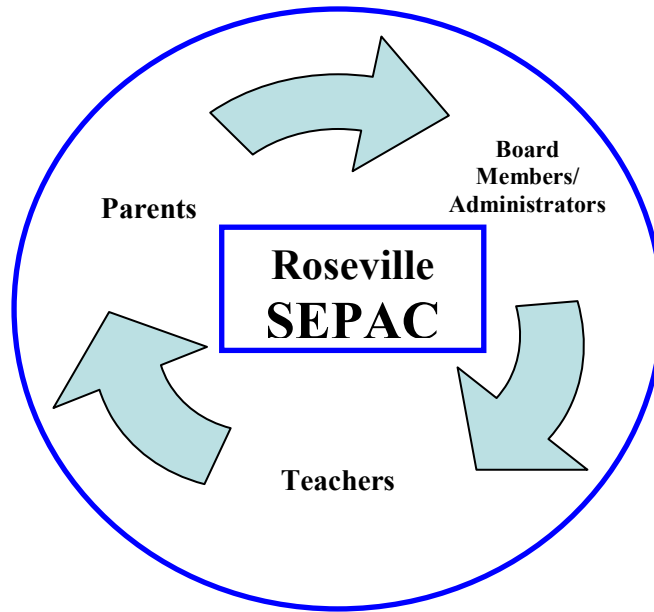 Board
Members/
Administrators
Parents
Roseville
SEPAC
Teachers